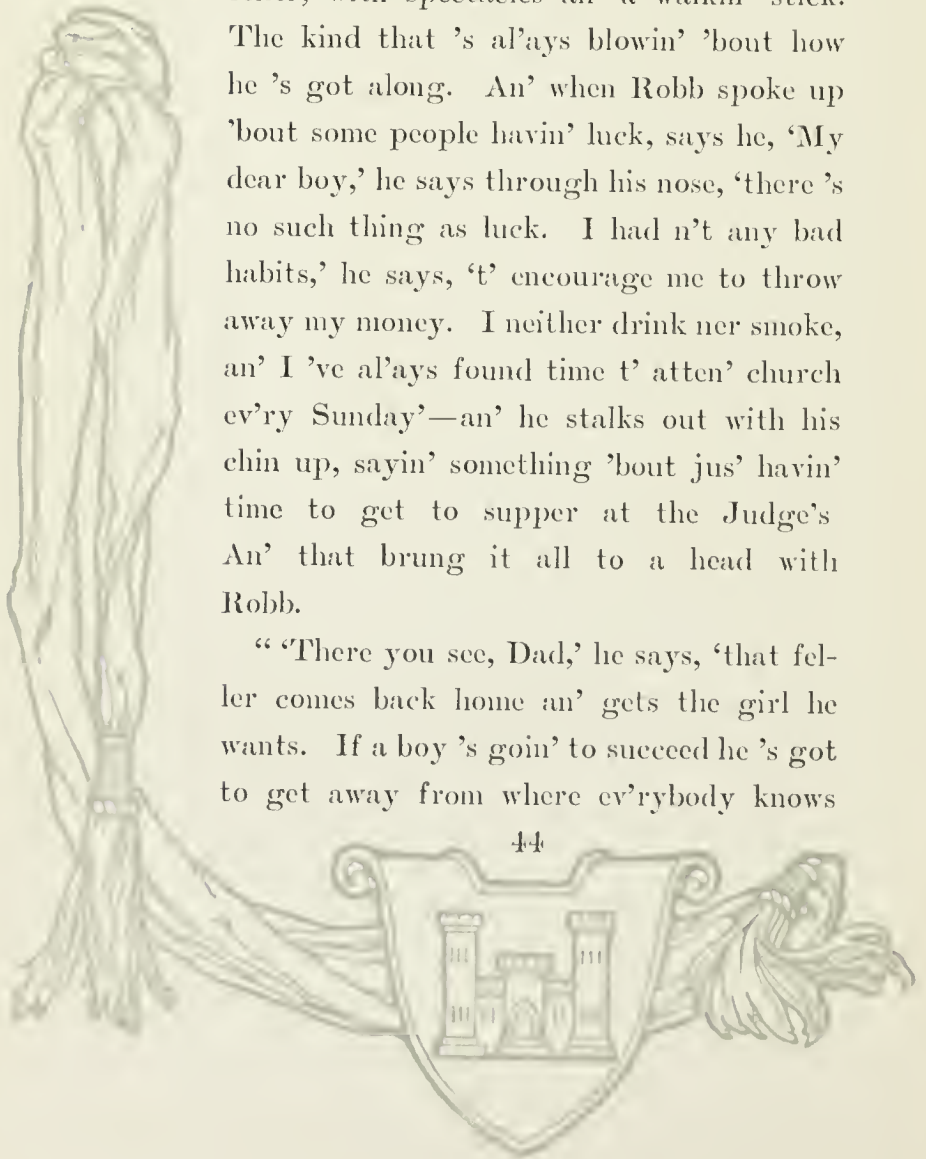 with spectacles an' a walkin' stick.
The kind that 's al'ays blowin' 'bout how
he 's got along. An' when Robb spoke up
'bout some people havin' luck, says he, ‘My
dear boy,’ he says through his nose, ‘there 's
no such thing as luck. I had n't any bad
habits,’ he says, ‘t' encourage me to throw
away my money. I neither drink ner smoke,
an' I 've al'ays found time t' atten' church
ev'ry Sunday’—an' he stalks out with his
chin up, sayin' something 'bout jus' havin'
time to get to supper at the Judge's
An' that brung it all to a head with
Robb.
“ ‘There you see, Dad,’ he says, ‘that fel-
ler comes back home an' gets the girl he
wants. If a boy 's goin' to succeed he 's got
to get away from where ev'rybody knows
44